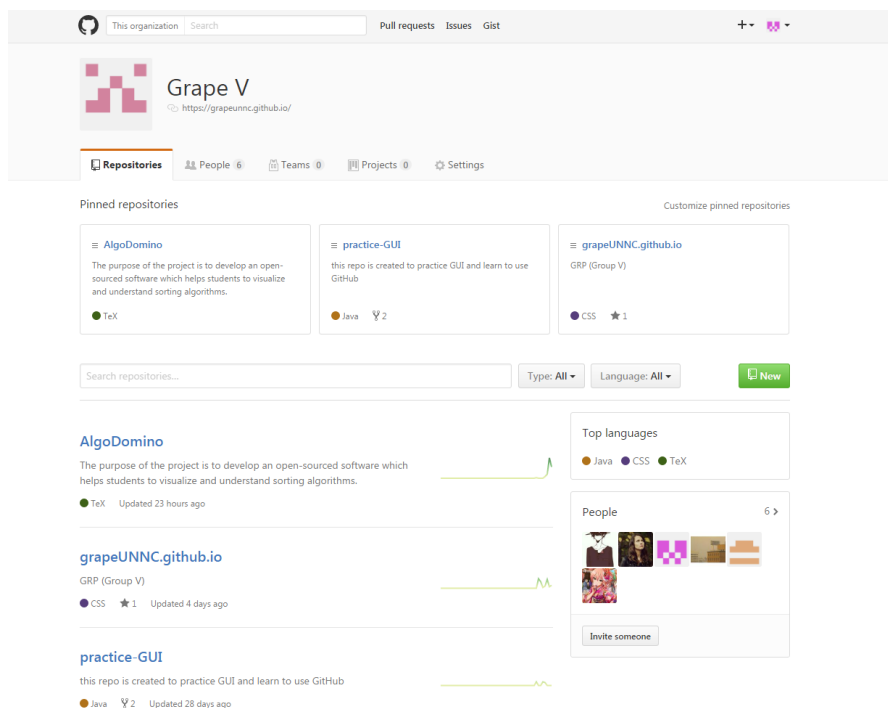 This organization Search Pull requests Issues Gist
Grape V
https://grapeunnc.github.io/
Repositories People 6 Teams 0 Projects 0 Settings
Pinned repositories Customize pinned repositories
AlgoDomino
The purpose of the project is to develop an open-
sourced software which helps students to visualize
and understand sorting algorithms.
TeX
practice-GUI
this repo is created to practice GUI and learn to use
GitHub
Java 2
grapeUNNC.github.io
GRP (Group V)
CSS 1
Search repositories... Type: All Language: All New
AlgoDomino
The purpose of the project is to develop an open-sourced software which
helps students to visualize and understand sorting algorithms.
TeX Updated 23 hours ago
grapeUNNC.github.io
GRP (Group V)
CSS 1 Updated 4 days ago
practice-GUI
this repo is created to practice GUI and learn to use GitHub
Java 2 Updated 28 days ago
Top languages
Java CSS TeX
People 6
Invite someone